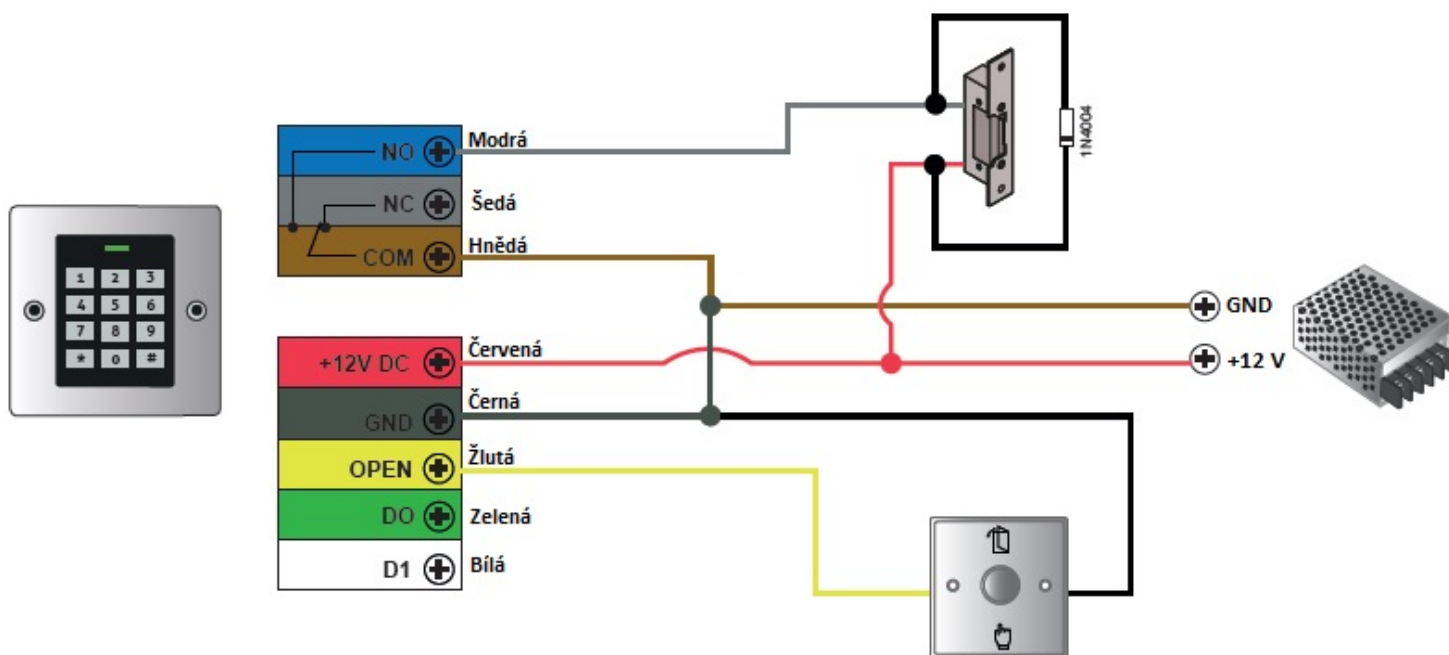 1N4004
NO Modrá
NC Šedá
COM Hnědá
1 2 3
4 5 6
7 8 9
* 0 #
GND
+12V DC Červená
+12 V
GND Černá
OPEN Žlutá
DO Zelená
D1 Bílá